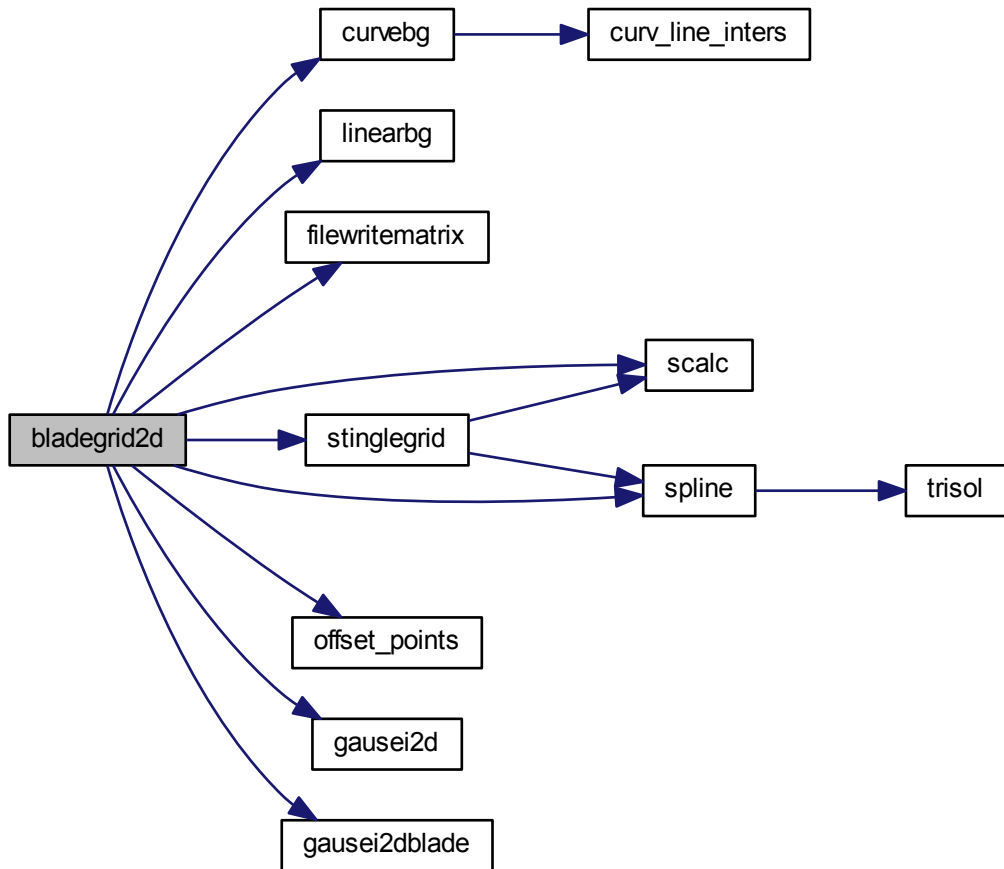 curvebg
curv_line_inters
linearbg
filewritematrix
scalc
bladegrid2d
stinglegrid
spline
trisol
offset_points
gausei2d
gausei2dblade